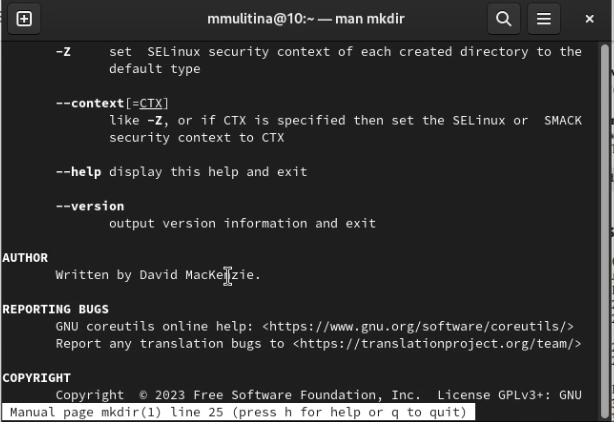 mmulitina@10:~ — man mkdir
-Z set SELinux security context of each created directory to the
default type
--context[=CTX]
like -Z, or if CTX is specified then set the SELinux or SMACK
security context to CTX
--help display this help and exit
--version
output version information and exit
AUTHOR
Written by David MacKenzie.
REPORTING BUGS
GNU coreutils online help: <https://www.gnu.org/software/coreutils/>
Report any translation bugs to <https://translationproject.org/team/>
COPYRIGHT
Copyright © 2023 Free Software Foundation, Inc. License GPLv3+: GNU
Manual page mkdir(1) line 25 (press h for help or q to quit)